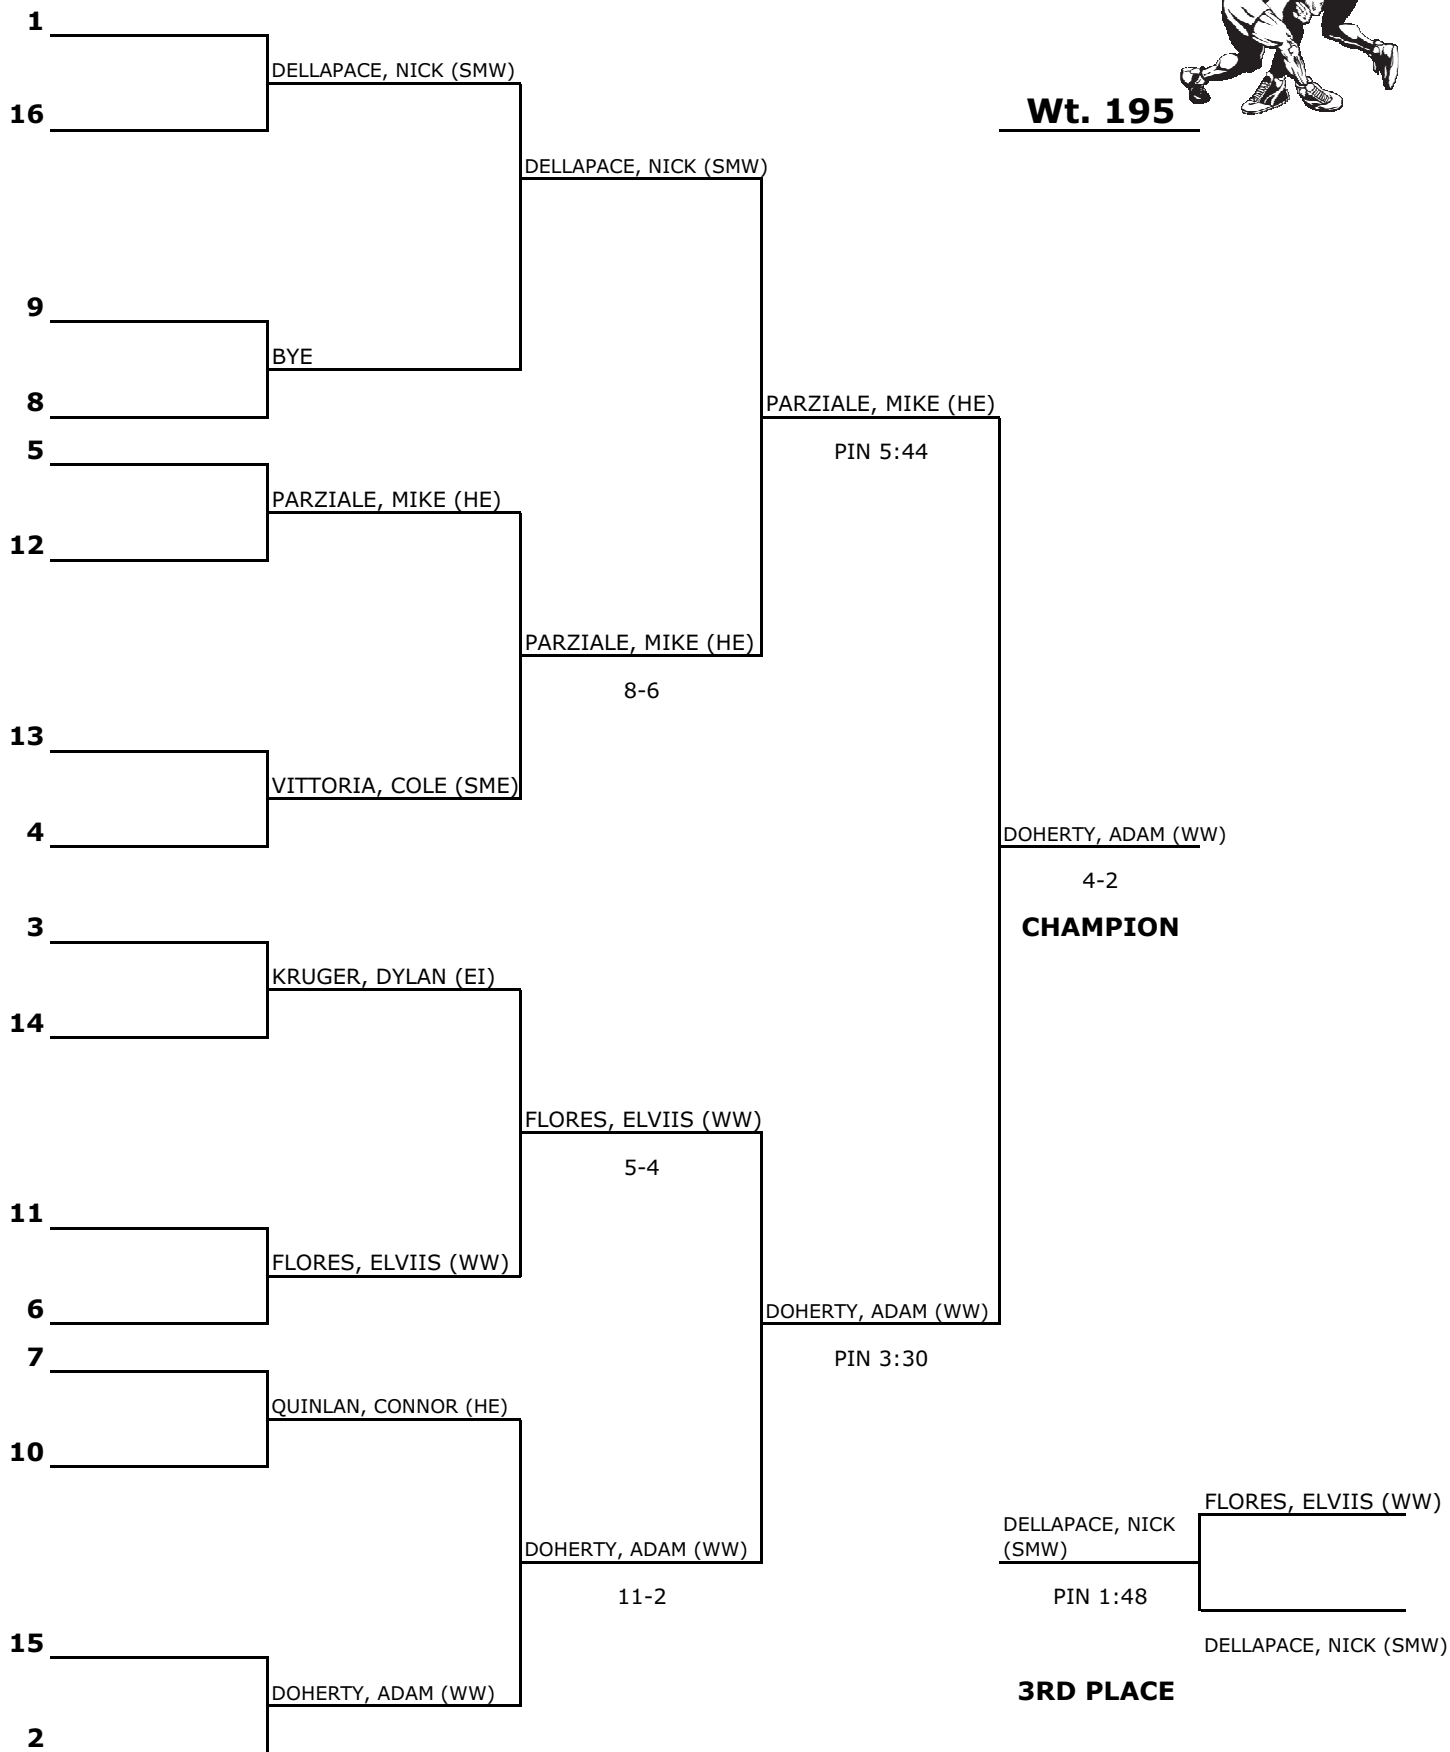 1
DELLAPACE, NICK (SMW)
16
Wt. 195
DELLAPACE, NICK (SMW)
9
BYE
8
PARZIALE, MIKE (HE)
5
PIN 5:44
PARZIALE, MIKE (HE)
12
PARZIALE, MIKE (HE)
8-6
13
VITTORIA, COLE (SME)
4
DOHERTY, ADAM (WW)
4-2
3
CHAMPION
KRUGER, DYLAN (EI)
14
FLORES, ELVIIS (WW)
5-4
11
FLORES, ELVIIS (WW)
6
DOHERTY, ADAM (WW)
7
PIN 3:30
QUINLAN, CONNOR (HE)
10
FLORES, ELVIIS (WW)
DELLAPACE, NICK
(SMW)
DOHERTY, ADAM (WW)
11-2
PIN 1:48
15
DELLAPACE, NICK (SMW)
DOHERTY, ADAM (WW)
3RD PLACE
2